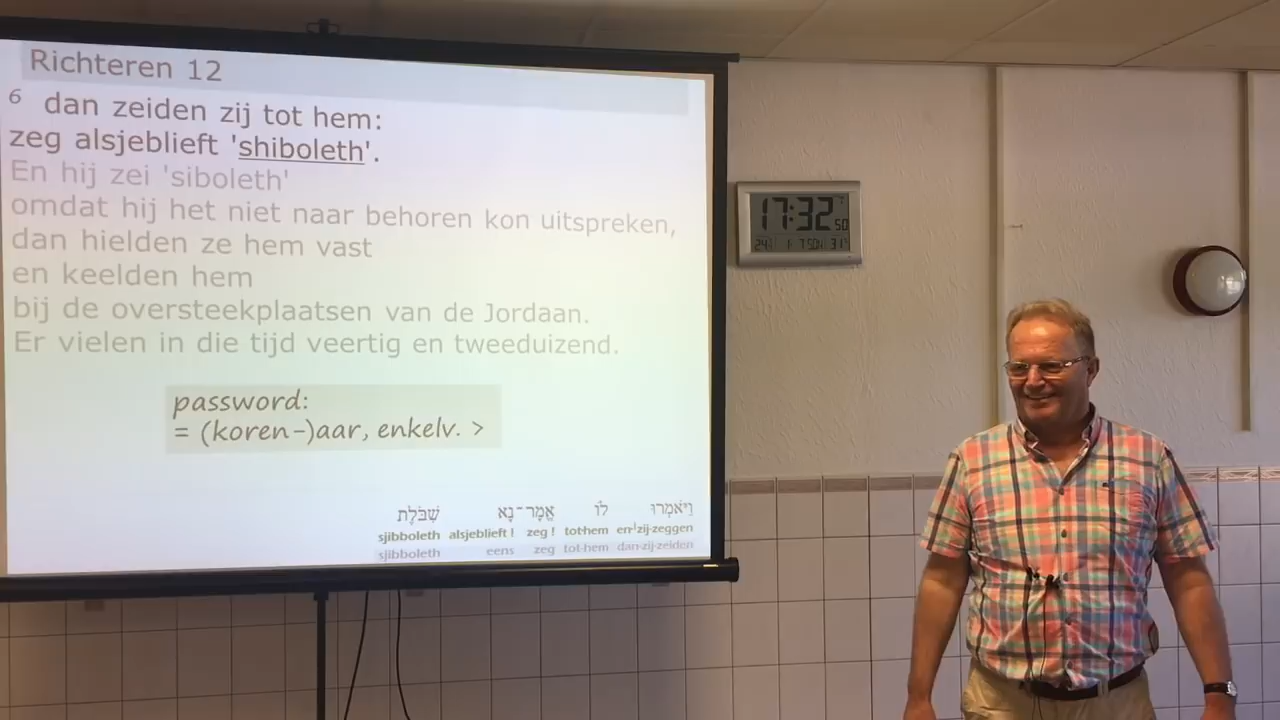 Richteren 12
6 dan zeiden zij tot hem:
zeg alsjeblieft 'shiboleth'.
En hij zei 'siboleth'
omdat hij het niet naar behoren kon uitspreken,
dan hielden ze hem vast
en keelden hem
bij de oversteekplaatsen van de Jordaan.
Er vielen in die tijd veertig en tweeduizend.
password:
= (koren-)aar, enkelv. >
וַיֹּאמְרוּ לוֹ אֱמָר־נָא שִׁבֹּלֶת
sjibboleth alsjeblieft ! zeg ! tot·hem en·zij·zeggen
sjibboleth eens zeg tot·hem dan·zij·zeiden
17:32 50